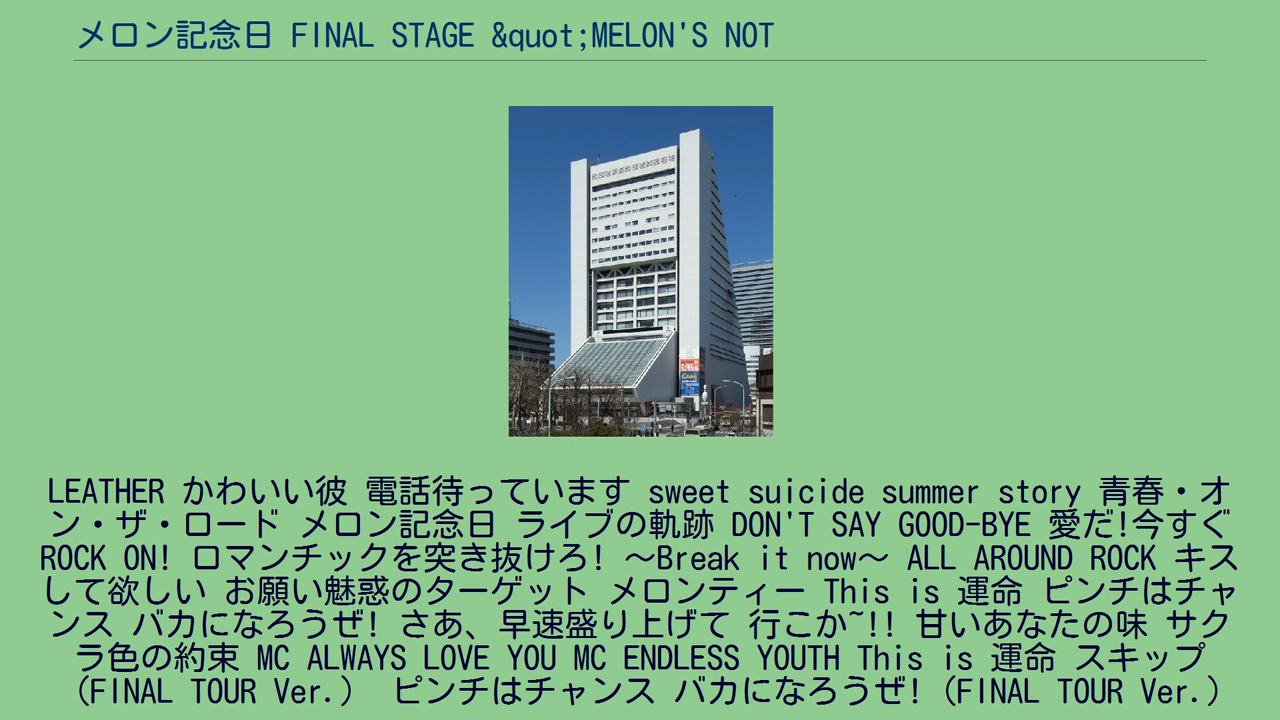 メロン記念日 FINAL STAGE &quot;MELON'S NOT
LEATHER かわいい彼 電話待っています sweet suicide summer story 青春・オ
ン・ザ・ロード メロン記念日 ライブの軌跡 DON'T SAY GOOD-BYE 愛だ!今すぐ
ROCK ON! ロマンチックを突き抜けろ! ～Break it now～ ALL AROUND ROCK キス
して欲しい お願い魅惑のターゲット メロンティー This is 運命 ピンチはチャ
ンス バカになろうぜ! さあ、早速盛り上げて 行こか~!! 甘いあなたの味 サク
ラ色の約束 MC ALWAYS LOVE YOU MC ENDLESS YOUTH This is 運命 スキップ
（FINAL TOUR Ver.） ピンチはチャンス バカになろうぜ!（FINAL TOUR Ver.）